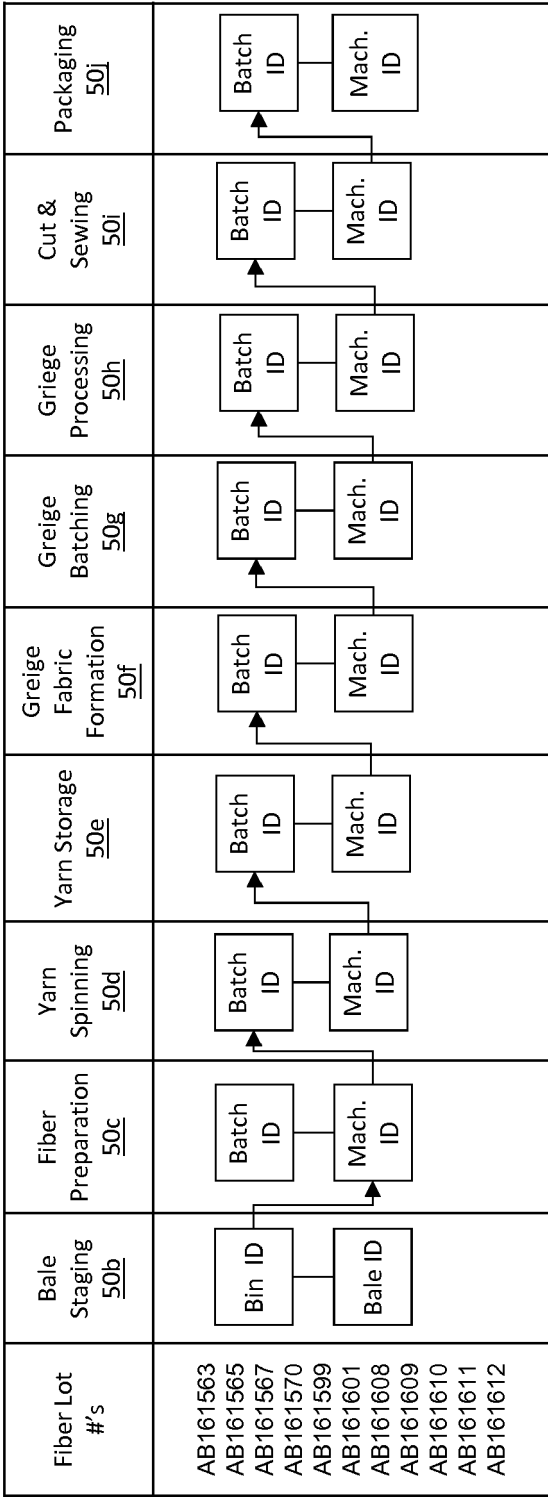 Fiber Lot
#'s
Bale
Staging
50b
Fiber
Preparation
50c
Yarn
Spinning
50d
Yarn Storage
50e
Greige
Fabric
Formation
50f
Greige
Batching
50g
Griege
Processing
50h
Cut &
Sewing
50i
Packaging
50j
AB161563
AB161565
AB161567
AB161570
AB161599
AB161601
AB161608
AB161609
AB161610
AB161611
AB161612
Bin ID
Bale ID
Batch
ID
Mach.
ID
Batch
ID
Mach.
ID
Batch
ID
Mach.
ID
Batch
ID
Mach.
ID
Batch
ID
Mach.
ID
Batch
ID
Mach.
ID
Batch
ID
Mach.
ID
Batch
ID
Mach.
ID